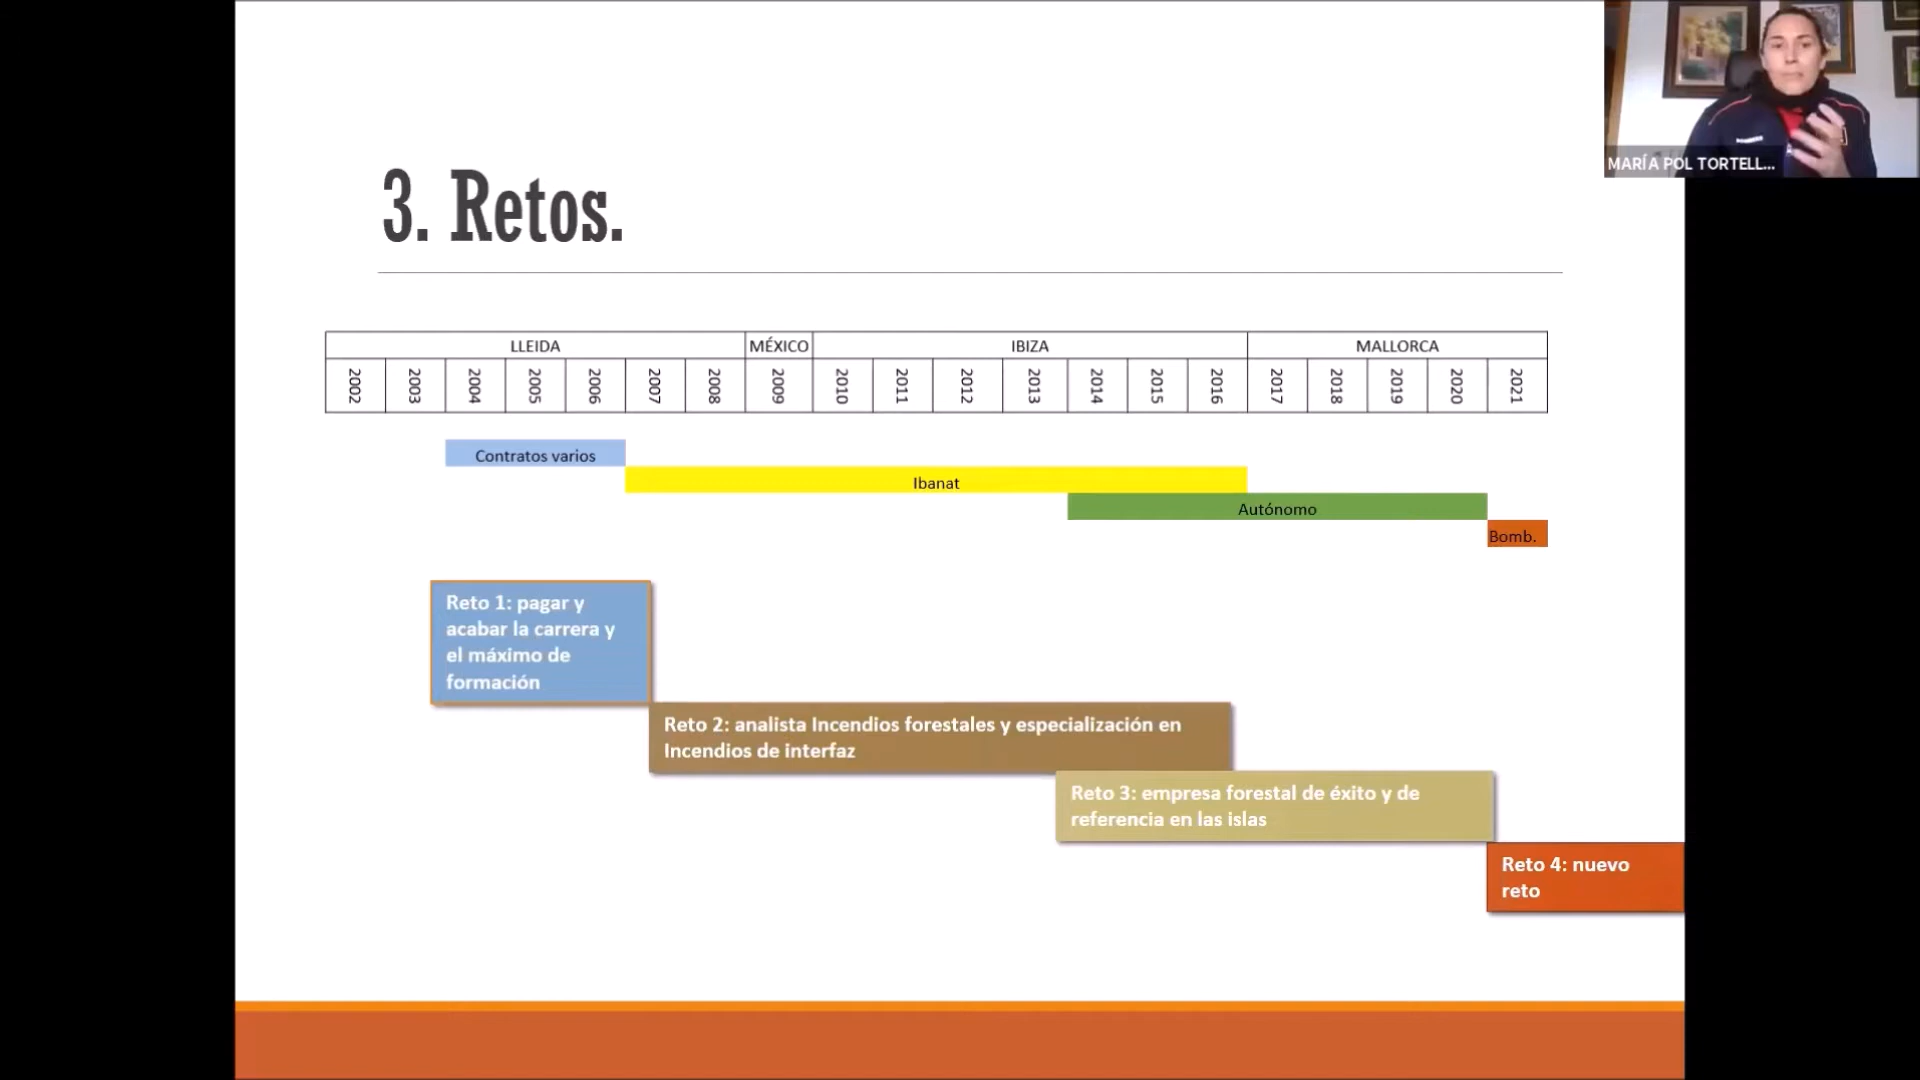 MARÍA POL TORTELL...
3. Retos.
LLEIDA MÉXICO IBIZA MALLORCA
2002 2003 2004 2005 2006 2007 2008 2009 2010 2011 2012 2013 2014 2015 2016 2017 2018 2019 2020 2021
Contratos varios
Ibanat
Autónomo
Bomb.
Reto 1: pagar y
acabar la carrera y
el máximo de
formación
Reto 2: analista Incendios forestales y especialización en
Incendios de interfaz
Reto 3: empresa forestal de éxito y de
referencia en las islas
Reto 4: nuevo
reto